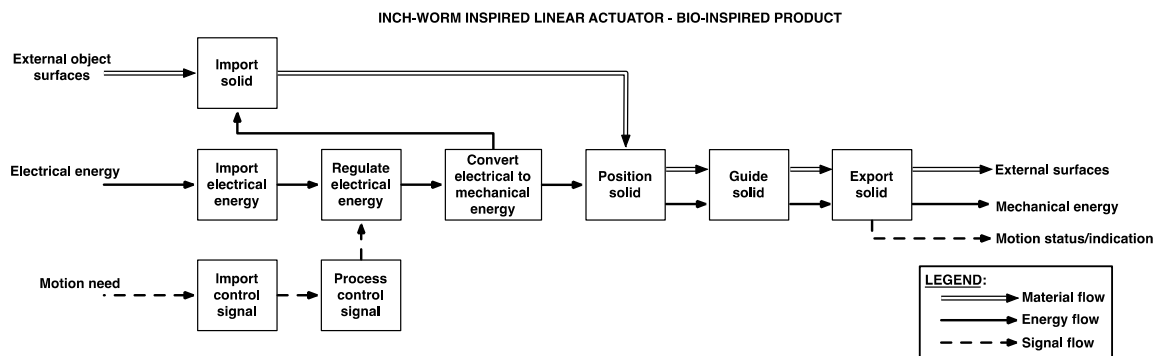 INCH-WORM INSPIRED LINEAR ACTUATOR - BIO-INSPIRED PRODUCT
External object
surfaces
Import
solid
Electrical energy
Import
electrical
energy
Regulate
electrical
energy
Convert
electrical to
mechanical
energy
Position
solid
Guide
solid
Export
solid
External surfaces
Mechanical energy
Motion status/indication
Motion need
Import
control
signal
Process
control
signal
LEGEND:
Material flow
Energy flow
Signal flow